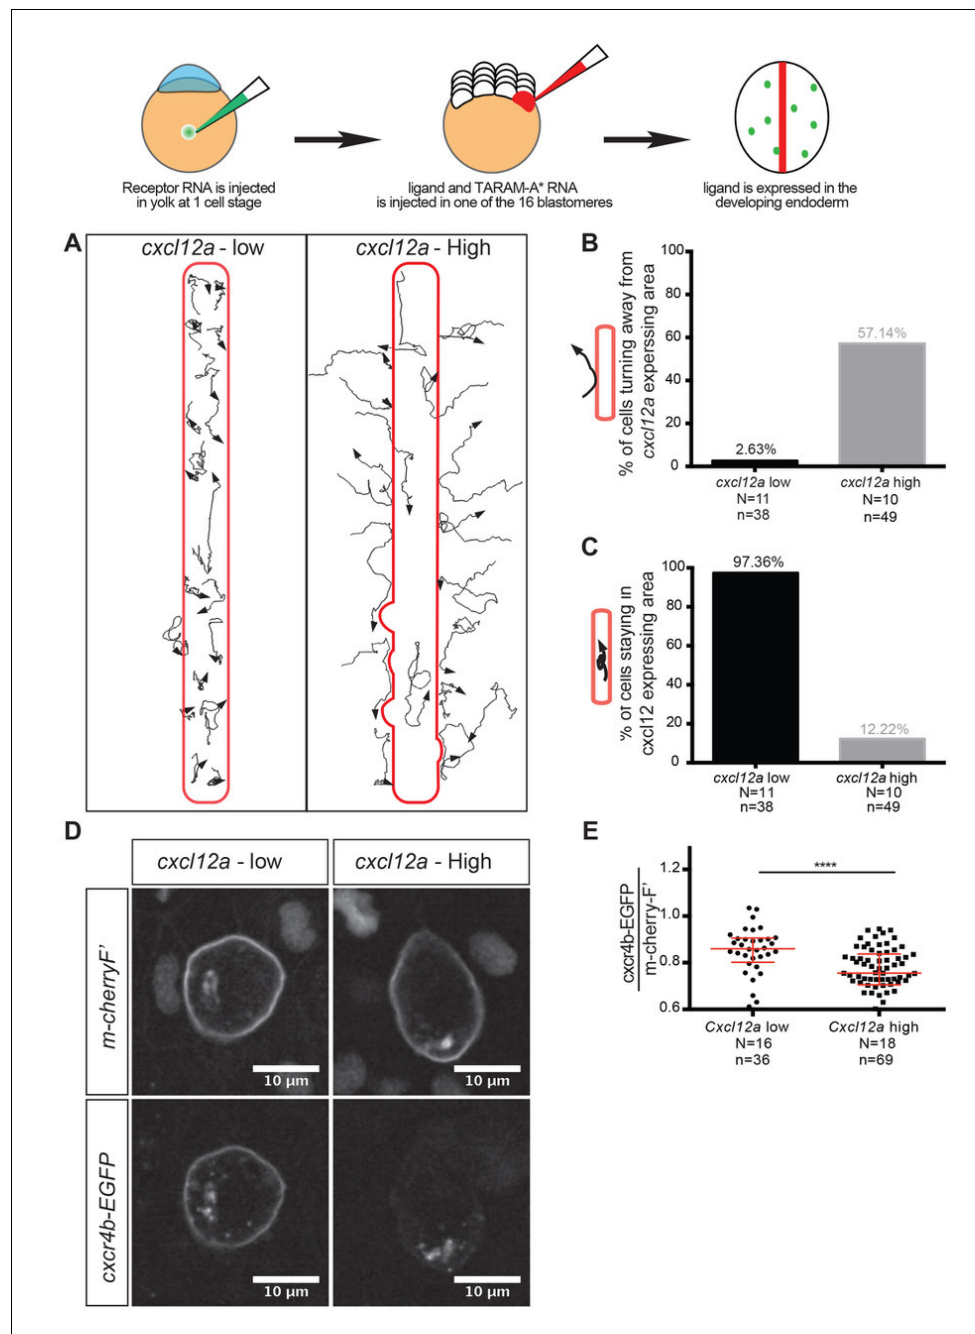 Receptor RNA is injected
in yolk at 1 cell stage
ligand and TARAM-A* RNA
is injected in one of the 16 blastomeres
ligand is expressed in the
developing endoderm
A
cxcl12a - low
cxcl12a - High
B
% of cells turning away from
cxcl12a experssing area
100
80
60
40
20
0
2.63%
57.14%
cxcl12a low
N=11
n=38
cxcl12a high
N=10
n=49
C
% of cells staying in
cxcl12 expressing area
100
80
60
40
20
0
97.36%
12.22%
cxcl12a low
N=11
n=38
cxcl12a high
N=10
n=49
D
cxcl12a - low
cxcl12a - High
m-cherryF'
10 µm
10 µm
cxcr4b-EGFP
10 µm
10 µm
E
cxcr4b-EGFP
m-cherry-F'
1.2
1.0
0.8
0.6
****
Cxcl12a low
N=16
n=36
Cxcl12a high
N=18
n=69